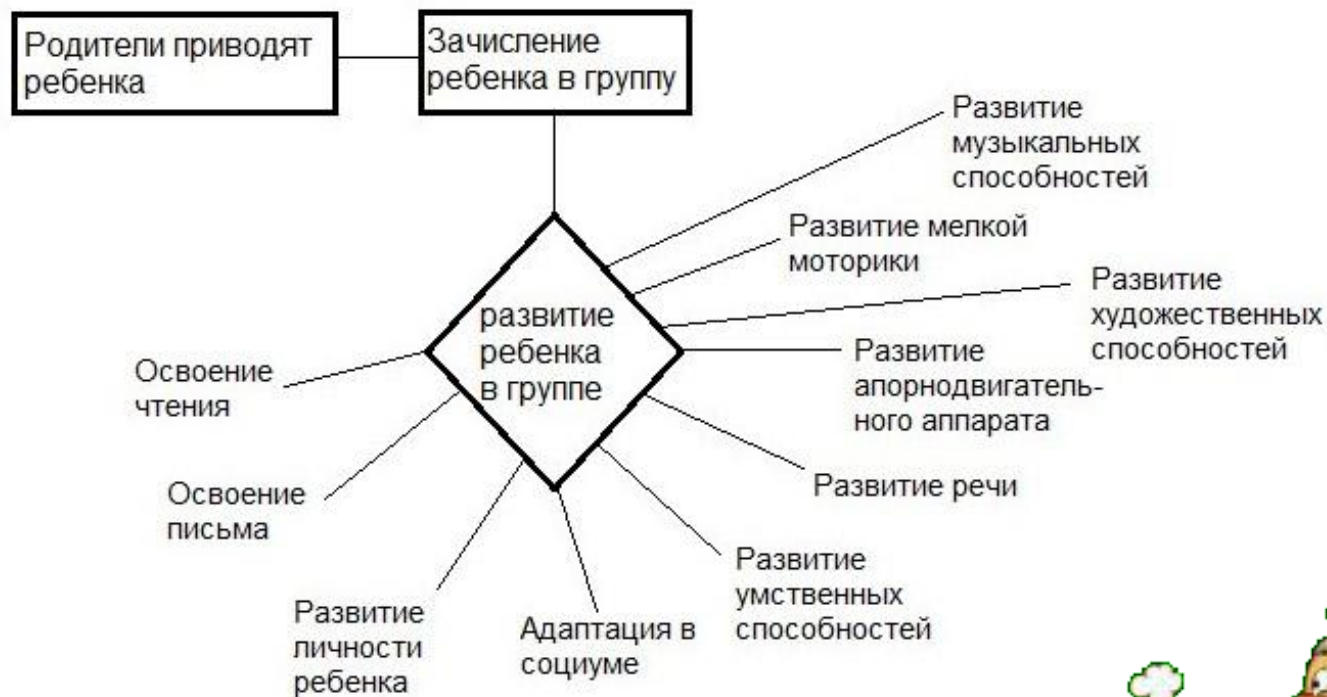 Родители приводят
ребенка
Зачисление
ребенка в группу
Развитие
музыкальных
способностей
Развитие мелкой
моторики
Развитие
художественных
способностей
развитие
ребенка
в группе
Развитие
апорнодвигатель-
ного аппарата
Освоение
чтения
Развитие речи
Освоение
письма
Развитие
умственных
способностей
Развитие
личности
ребенка
Адаптация в
социуме